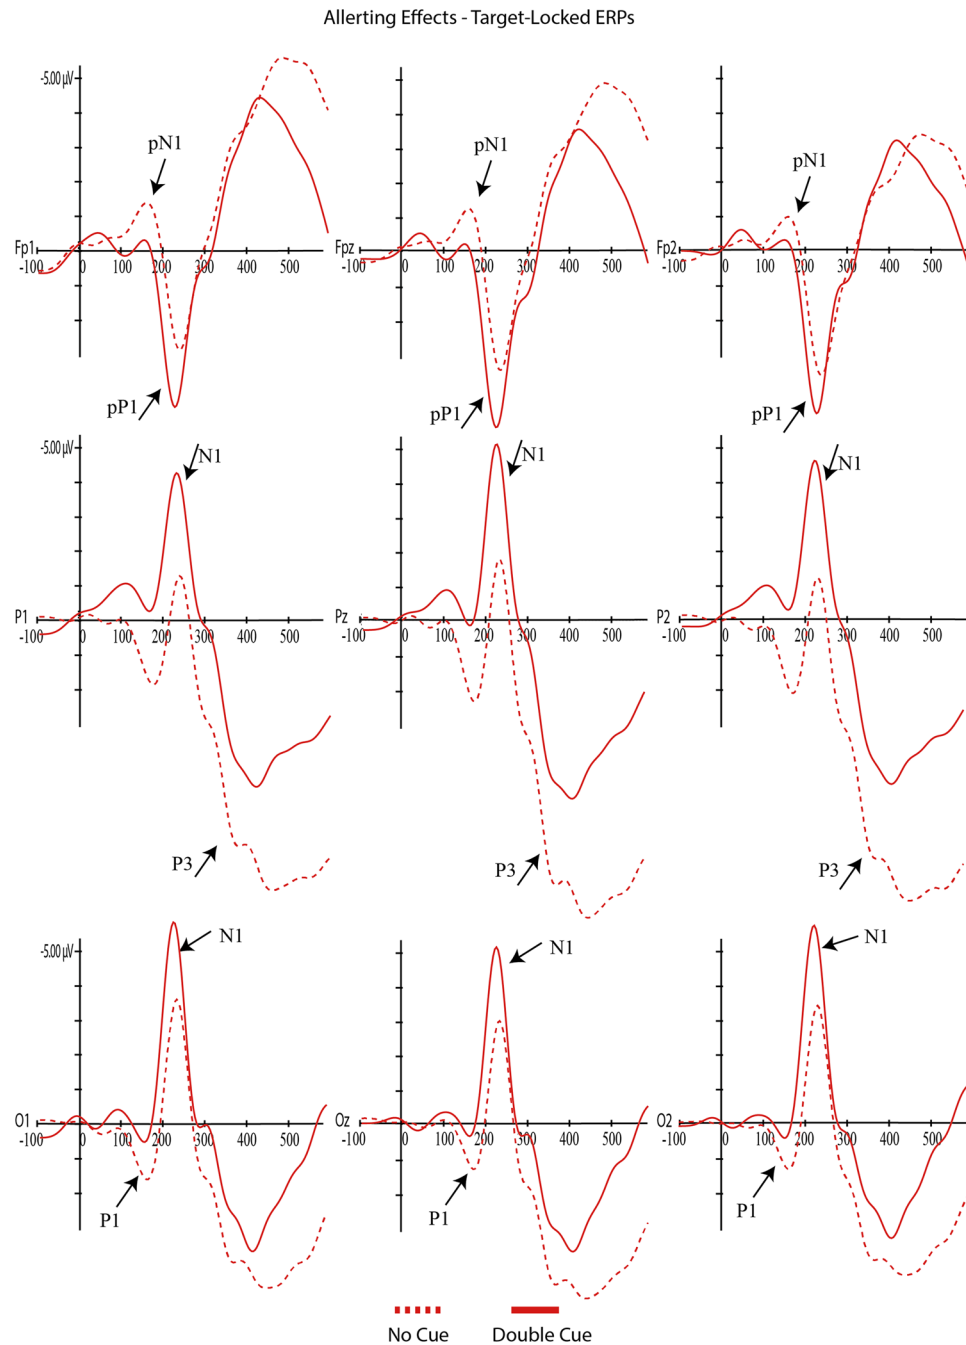 Allerting Effects - Target-Locked ERPs
-5.00 µV
pN1 pN1 pN1
Fp1 Fpz Fp2
-100 0 100 200 300 400 500 -100 0 100 200 300 400 500 -100 0 100 200 300 400 500
pP1 pP1 pP1
-5.00 µV
N1 N1 N1
P1 Pz P2
-100 0 100 200 300 400 500 -100 0 100 200 300 400 500 -100 0 100 200 300 400 500
P3 P3 P3
-5.00 µV
N1 N1 N1
O1 Oz O2
-100 0 100 200 300 400 500 -100 0 100 200 300 400 500 -100 0 100 200 300 400 500
P1 P1 P1
No Cue Double Cue